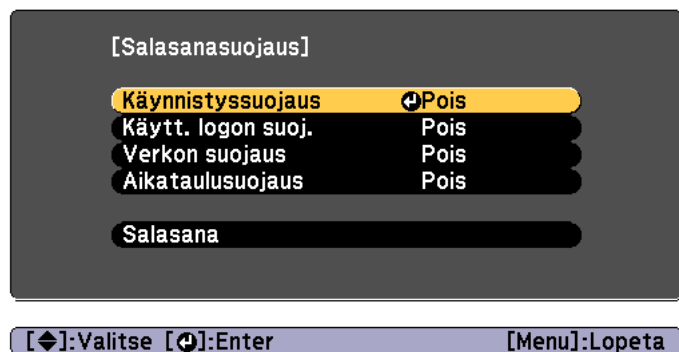 [Salasanasuojaus]
Käynnistyssuojaus Pois
Käytt. logon suoj. Pois
Verkon suojaus Pois
Aikataulusuojaus Pois
Salasana
[◆]:Valitse [⏎]:Enter [Menu]:Lopeta